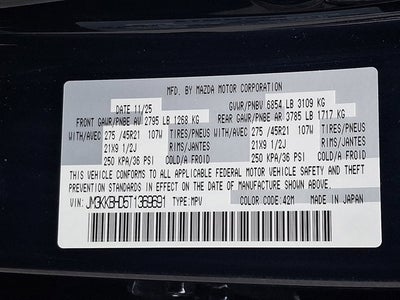 MFD. BY MAZDA MOTOR CORPORATION
DATE 11/25 GVWR/PNBV 6854 LB 3109 KG
FRONT GAWR/PNBE AV 2795 LB 1268 KG REAR GAWR/PNBE AR 3785 LB 1717 KG
WITH/AVEC 275 /45R21 107W TIRES/PNEUS WITH/AVEC 275 /45R21 107W TIRES/PNEUS
21X9 1/2J RIMS/JANTES 21X9 1/2J RIMS/JANTES
250 KPA/36 PSI COLD/A FROID 250 KPA/36 PSI COLD/A FROID
THIS VEHICLE CONFORMS TO ALL APPLICABLE FEDERAL MOTOR VEHICLE SAFETY AND THEFT
PREVENTION STANDARDS IN EFFECT ON THE DATE OF MANUFACTURE SHOWN ABOVE.
VIN: JM3KKBHD5T1369691 TYPE:MPV COLOR CODE:42M MADE IN JAPAN